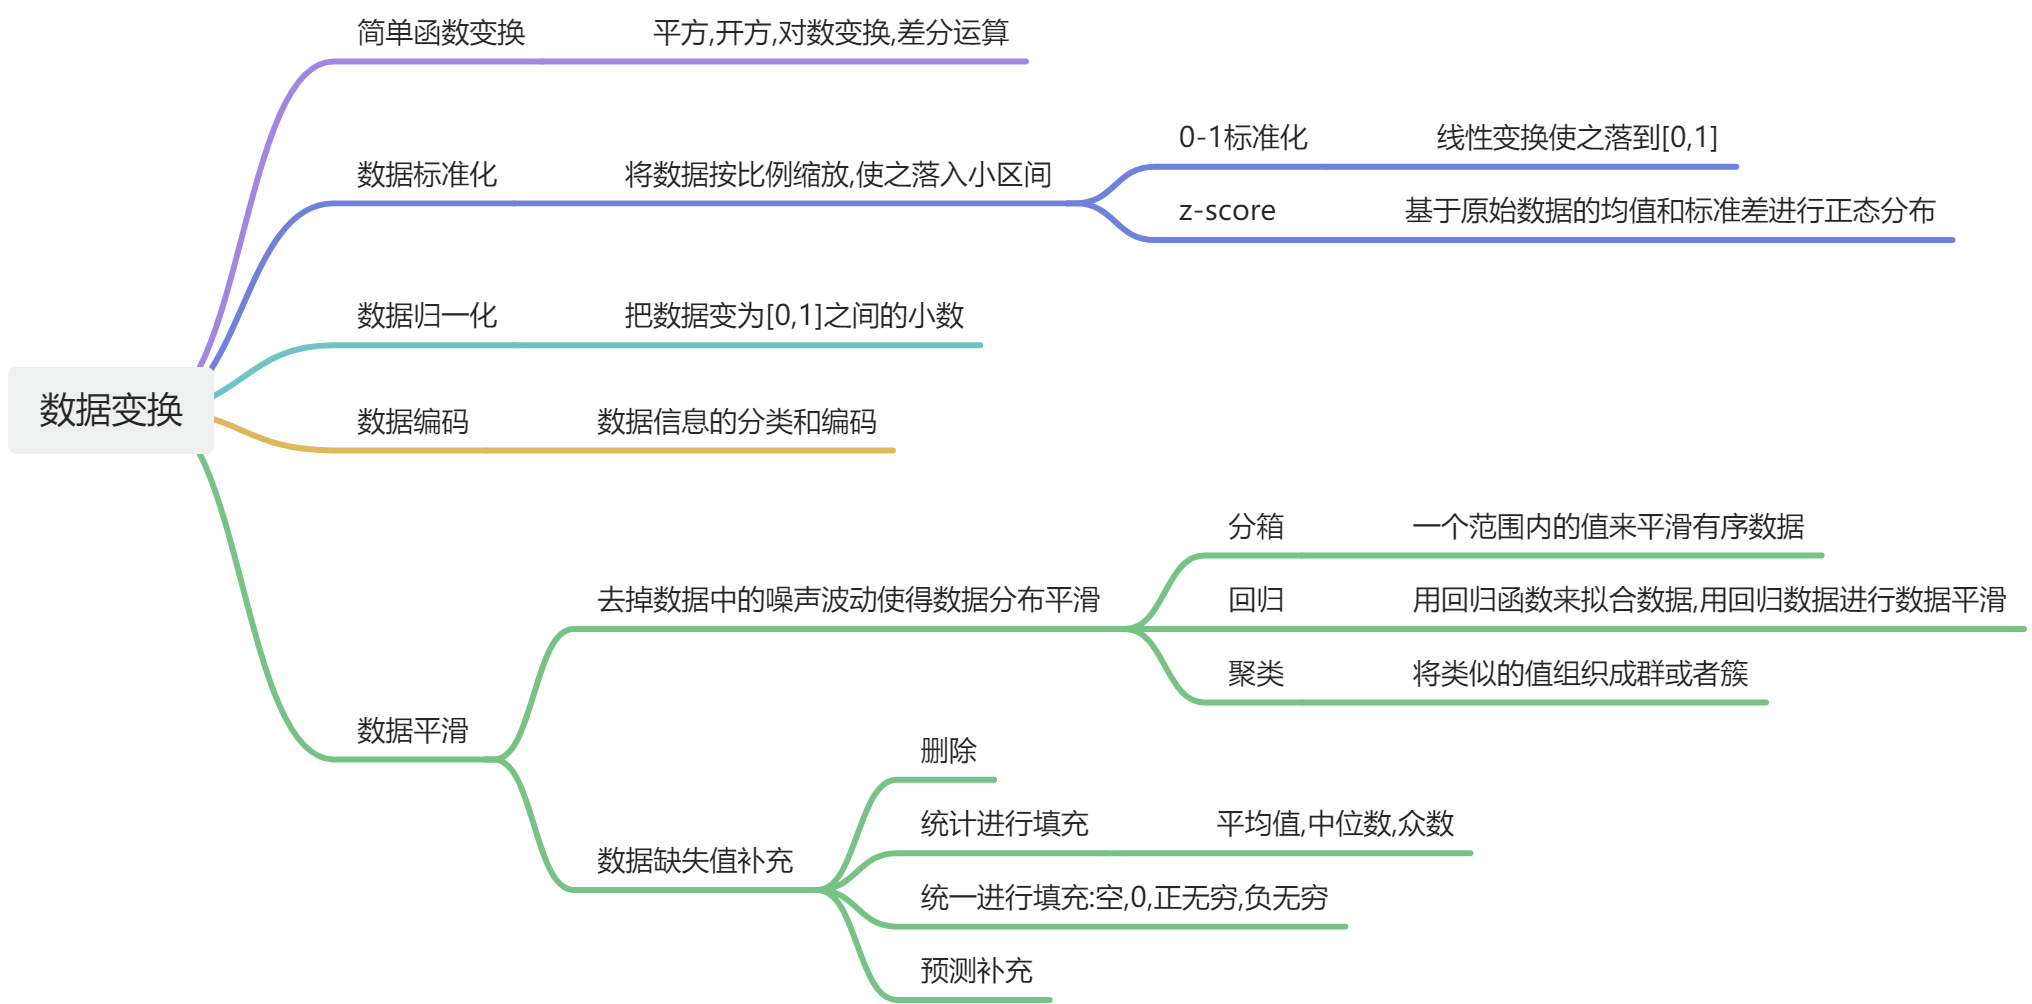 数据变换
简单函数变换
平方,开方,对数变换,差分运算
数据标准化
将数据按比例缩放,使之落入小区间
0-1标准化
线性变换使之落到[0,1]
z-score
基于原始数据的均值和标准差进行正态分布
数据归一化
把数据变为[0,1]之间的小数
数据编码
数据信息的分类和编码
数据平滑
去掉数据中的噪声波动使得数据分布平滑
分箱
一个范围内的值来平滑有序数据
回归
用回归函数来拟合数据,用回归数据进行数据平滑
聚类
将类似的值组织成群或者簇
数据缺失值补充
删除
统计进行填充
平均值,中位数,众数
统一进行填充:空,0,正无穷,负无穷
预测补充